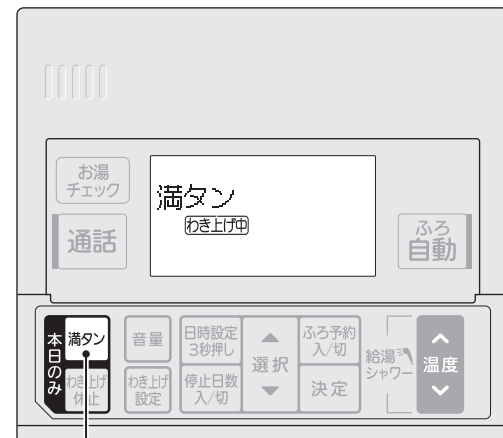 お湯
チェック
満タン
わき上げ中
通話
ふろ
自動
本日のみ
満タン
わき上げ
休止
音量
わき上げ
設定
日時設定
3秒押し
停止日数
入/切
選択
ふろ予約
入/切
決定
給湯
シャワー
温度